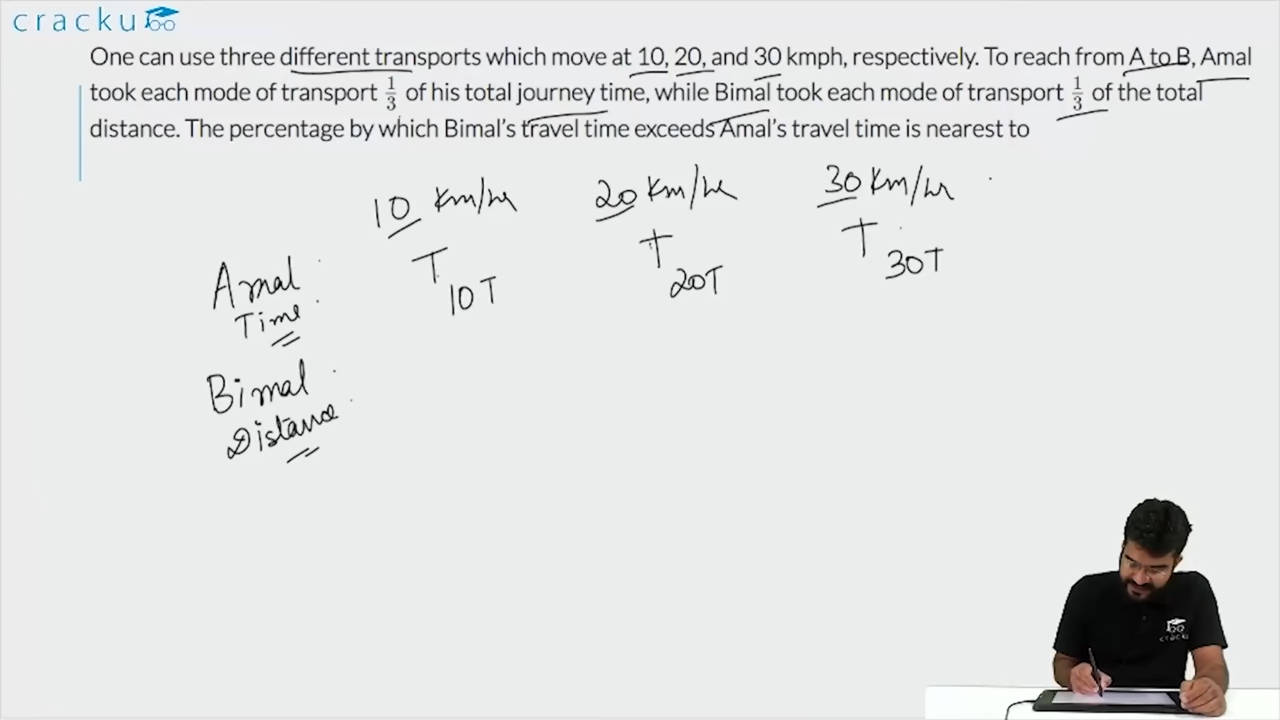 cracku
One can use three different transports which move at 10, 20, and 30 kmph, respectively. To reach from A to B, Amal
took each mode of transport 1/3 of his total journey time, while Bimal took each mode of transport 1/3 of the total
distance. The percentage by which Bimal's travel time exceeds Amal's travel time is nearest to
10 Km/hr 20 Km/hr 30 Km/hr
Amal : T T T
Time : 10T 20T 30T
Bimal :
Distance :
cracku